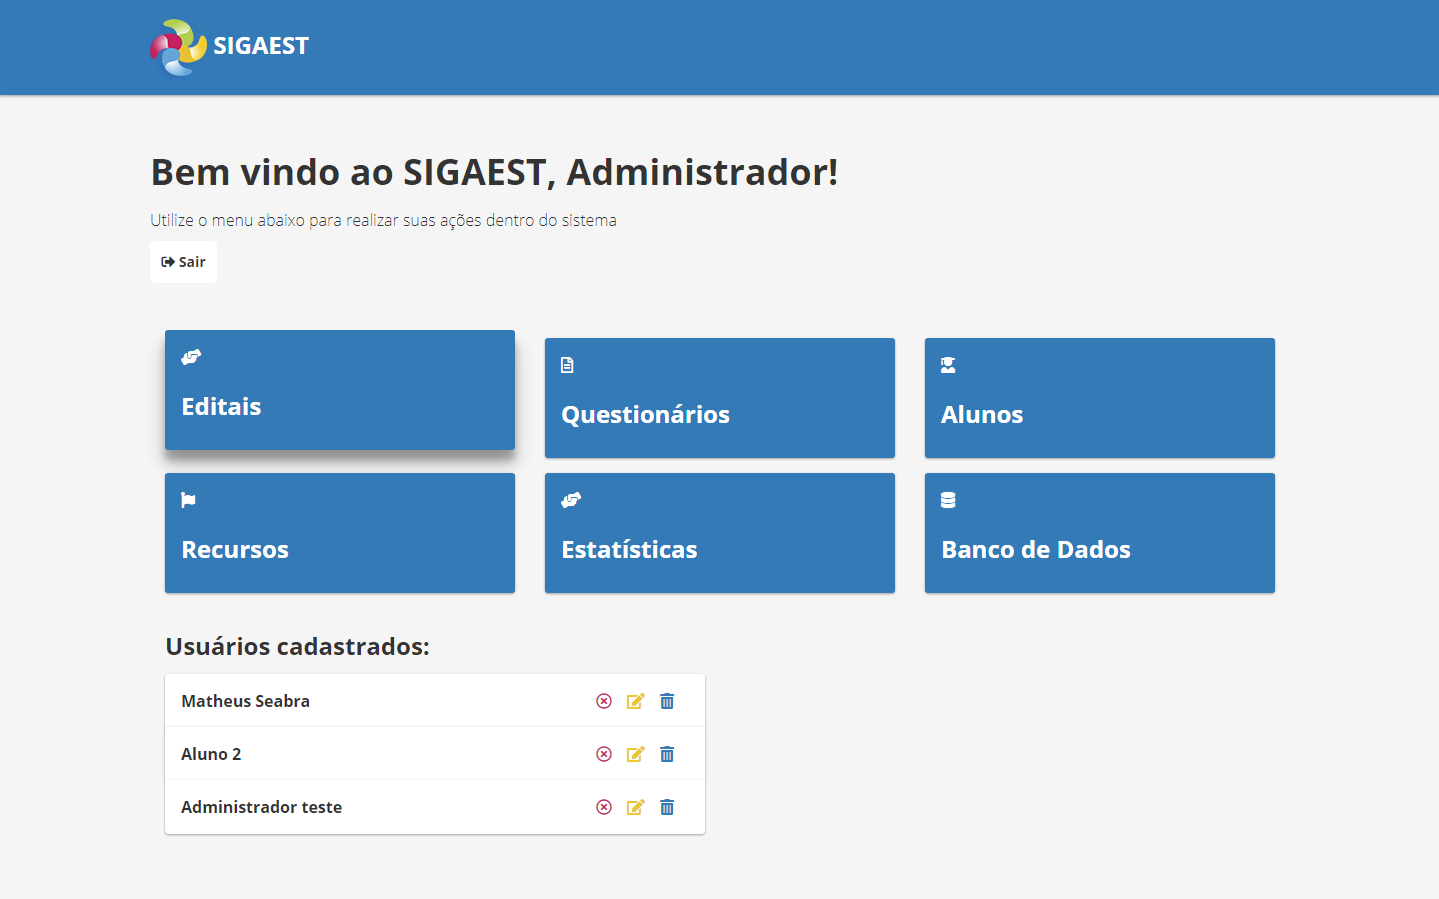 SIGAEST
Bem vindo ao SIGAEST, Administrador!
Utilize o menu abaixo para realizar suas ações dentro do sistema
Sair
Editais
Questionários
Alunos
Recursos
Estatísticas
Banco de Dados
Usuários cadastrados:
Matheus Seabra
Aluno 2
Administrador teste